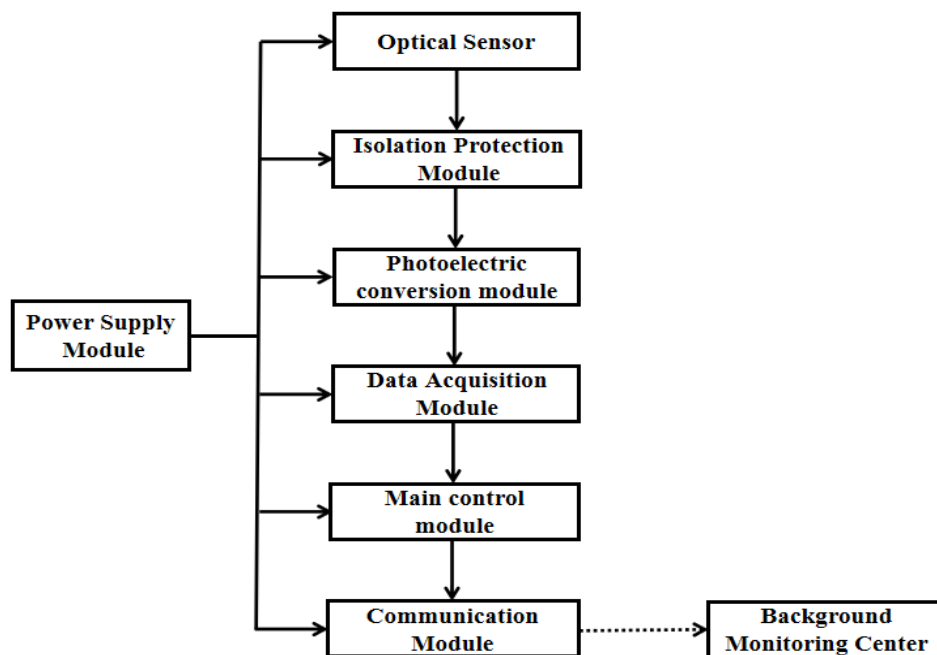 Optical Sensor
Isolation Protection
Module
Photoelectric
conversion module
Power Supply
Module
Data Acquisition
Module
Main control
module
Communication
Module
Background
Monitoring Center